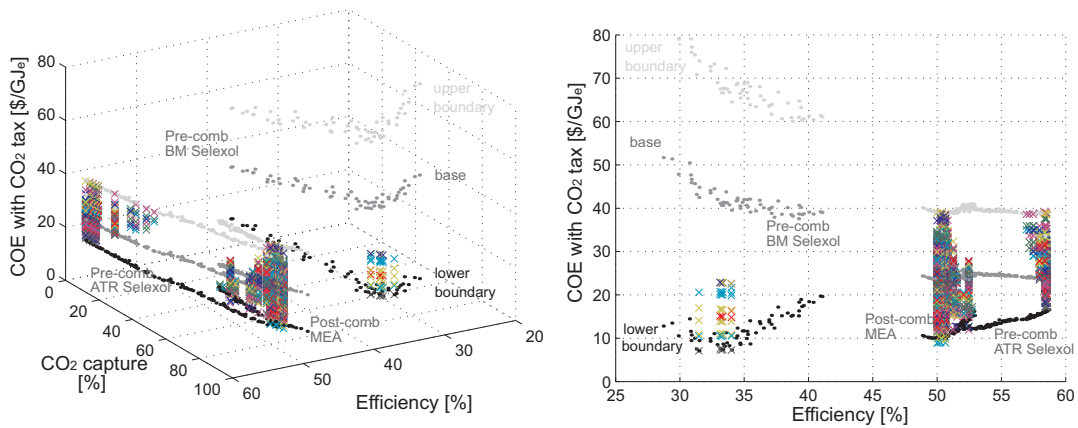 COE with CO2 tax [$/GJe]
80
60
40
20
0
0
20
40
60
80
100
CO2 capture
[%]
60
50
40
30
20
Efficiency [%]
upper
boundary
Pre-comb
BM Selexol
base
lower
boundary
Pre-comb
ATR Selexol
Post-comb
MEA
COE with CO2 tax [$/GJe]
80
70
60
50
40
30
20
10
0
25
30
35
40
45
50
55
60
Efficiency [%]
upper
boundary
base
Pre-comb
BM Selexol
lower
boundary
Post-comb
MEA
Pre-comb
ATR Selexol